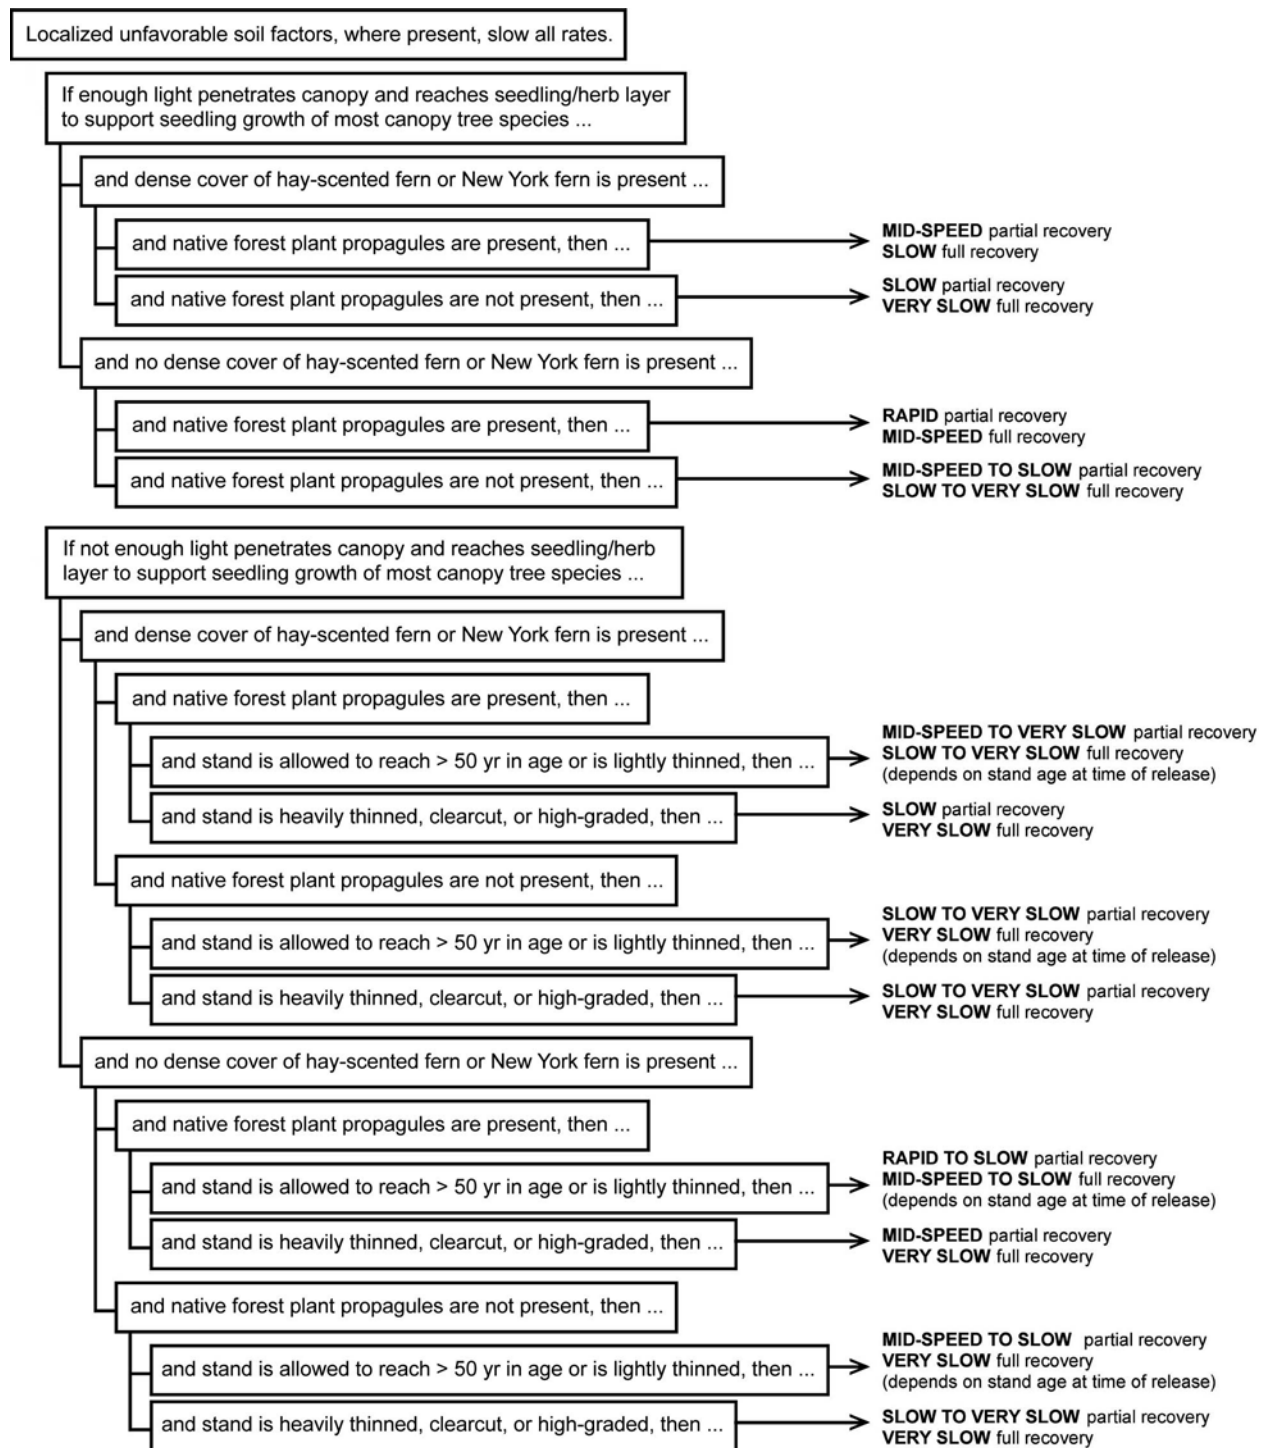 Localized unfavorable soil factors, where present, slow all rates.
If enough light penetrates canopy and reaches seedling/herb layer
to support seedling growth of most canopy tree species ...
and dense cover of hay-scented fern or New York fern is present ...
and native forest plant propagules are present, then ...
MID-SPEED partial recovery
SLOW full recovery
and native forest plant propagules are not present, then ...
SLOW partial recovery
VERY SLOW full recovery
and no dense cover of hay-scented fern or New York fern is present ...
and native forest plant propagules are present, then ...
RAPID partial recovery
MID-SPEED full recovery
and native forest plant propagules are not present, then ...
MID-SPEED TO SLOW partial recovery
SLOW TO VERY SLOW full recovery
If not enough light penetrates canopy and reaches seedling/herb
layer to support seedling growth of most canopy tree species ...
and dense cover of hay-scented fern or New York fern is present ...
and native forest plant propagules are present, then ...
and stand is allowed to reach > 50 yr in age or is lightly thinned, then ...
MID-SPEED TO VERY SLOW partial recovery
SLOW TO VERY SLOW full recovery
(depends on stand age at time of release)
and stand is heavily thinned, clearcut, or high-graded, then ...
SLOW partial recovery
VERY SLOW full recovery
and native forest plant propagules are not present, then ...
and stand is allowed to reach > 50 yr in age or is lightly thinned, then ...
SLOW TO VERY SLOW partial recovery
VERY SLOW full recovery
(depends on stand age at time of release)
and stand is heavily thinned, clearcut, or high-graded, then ...
SLOW TO VERY SLOW partial recovery
VERY SLOW full recovery
and no dense cover of hay-scented fern or New York fern is present ...
and native forest plant propagules are present, then ...
and stand is allowed to reach > 50 yr in age or is lightly thinned, then ...
RAPID TO SLOW partial recovery
MID-SPEED TO SLOW full recovery
(depends on stand age at time of release)
and stand is heavily thinned, clearcut, or high-graded, then ...
MID-SPEED partial recovery
VERY SLOW full recovery
and native forest plant propagules are not present, then ...
and stand is allowed to reach > 50 yr in age or is lightly thinned, then ...
MID-SPEED TO SLOW partial recovery
VERY SLOW full recovery
(depends on stand age at time of release)
and stand is heavily thinned, clearcut, or high-graded, then ...
SLOW TO VERY SLOW partial recovery
VERY SLOW full recovery